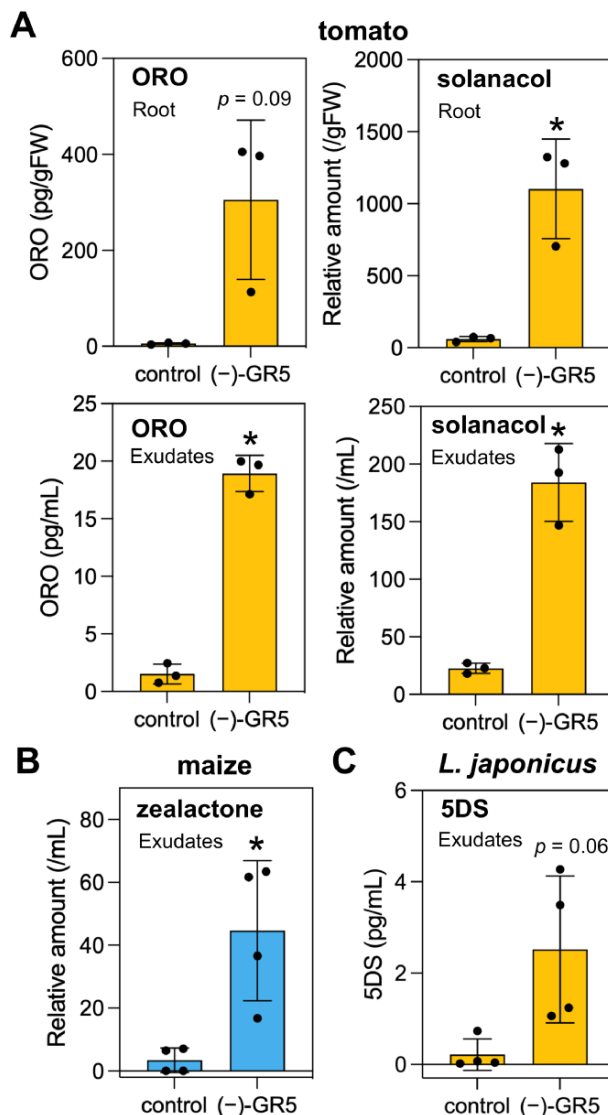 A
tomato
ORO
Root
p = 0.09
ORO (pg/gFW)
600
400
200
0
control (−)-GR5
solanacol
Root
*
Relative amount (/gFW)
2000
1500
1000
500
0
control (−)-GR5
ORO
Exudates
*
ORO (pg/mL)
25
20
15
10
5
0
control (−)-GR5
solanacol
Exudates
*
Relative amount (/mL)
250
200
150
100
50
0
control (−)-GR5
B
maize
zealactone
Exudates
*
Relative amount (/mL)
80
60
40
20
0
control (−)-GR5
C
L. japonicus
5DS
Exudates
p = 0.06
5DS (pg/mL)
6
4
2
0
control (−)-GR5